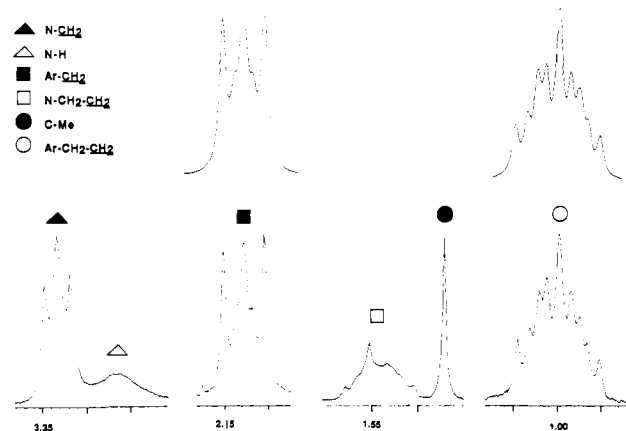 N-CH2
N-H
Ar-CH2
N-CH2-CH2
C-Me
Ar-CH2-CH2
3.35
2.15
1.55
1.00